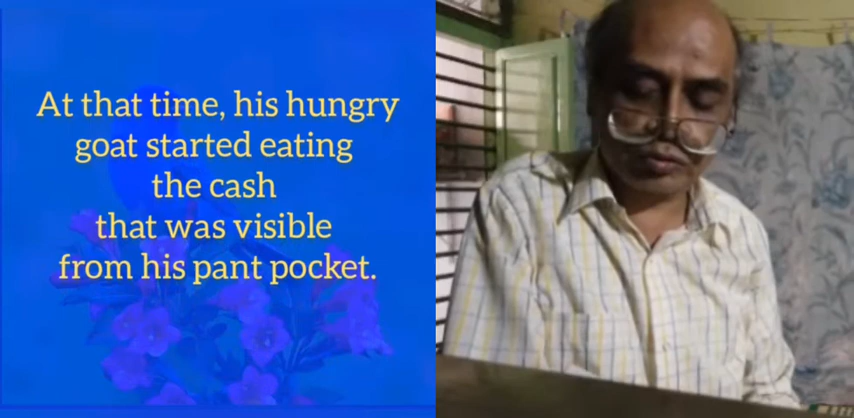 At that time, his hungry
goat started eating
the cash
that was visible
from his pant pocket.